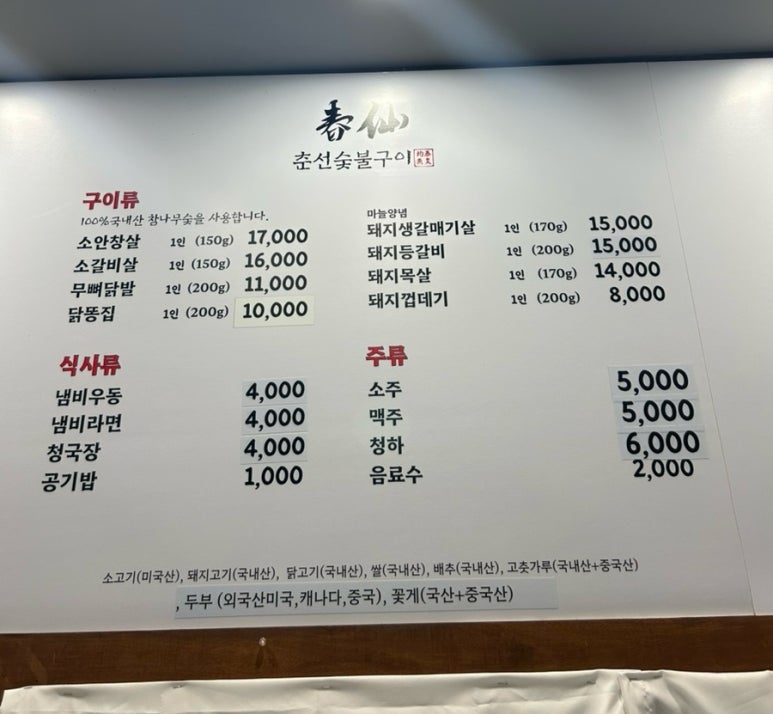 春仙
춘선숯불구이
구이류
100%국내산 참나무숯을 사용합니다.
소안창살 1인 (150g) 17,000
소갈비살 1인 (150g) 16,000
무뼈닭발 1인 (200g) 11,000
닭똥집 1인 (200g) 10,000
마늘양념
돼지생갈매기살 1인 (170g) 15,000
돼지등갈비 1인 (200g) 15,000
돼지목살 1인 (170g) 14,000
돼지껍데기 1인 (200g) 8,000
식사류
냄비우동 4,000
냄비라면 4,000
청국장 4,000
공기밥 1,000
주류
소주 5,000
맥주 5,000
청하 6,000
음료수 2,000
소고기(미국산), 돼지고기(국내산), 닭고기(국내산), 쌀(국내산), 배추(국내산), 고춧가루(국내산+중국산)
, 두부 (외국산미국,캐나다,중국), 꽃게(국산+중국산)